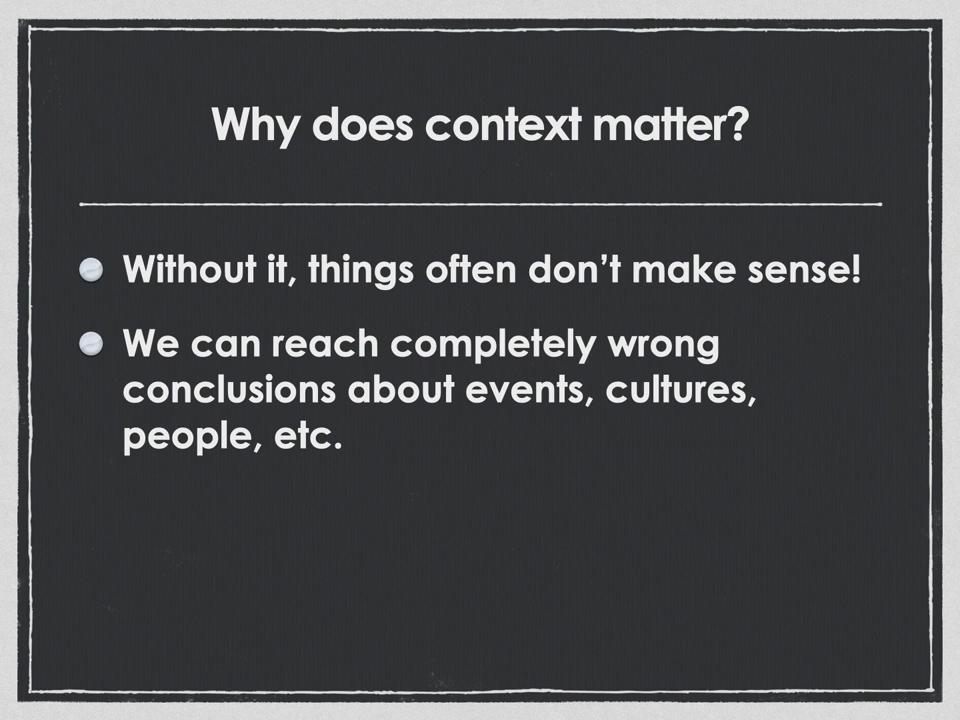 Why does context matter?
Without it, things often don’t make sense!
We can reach completely wrong
conclusions about events, cultures,
people, etc.